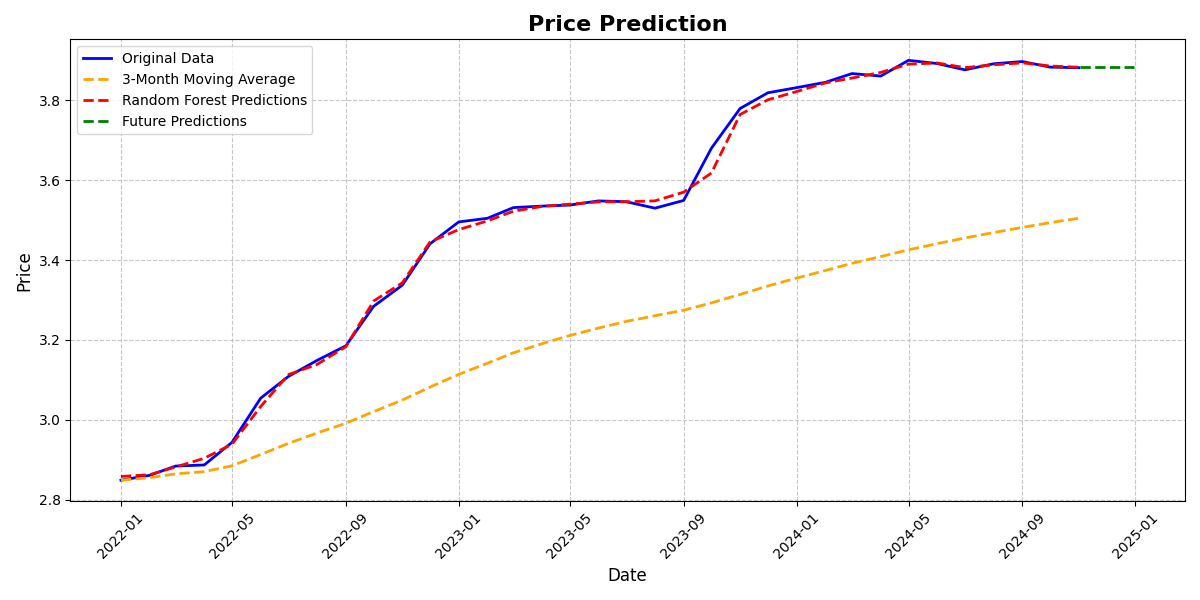 Price Prediction
Original Data
3-Month Moving Average
Random Forest Predictions
Future Predictions
Price
3.8
3.6
3.4
3.2
3.0
2.8
2022-01
2022-05
2022-09
2023-01
2023-05
2023-09
2024-01
2024-05
2024-09
2025-01
Date